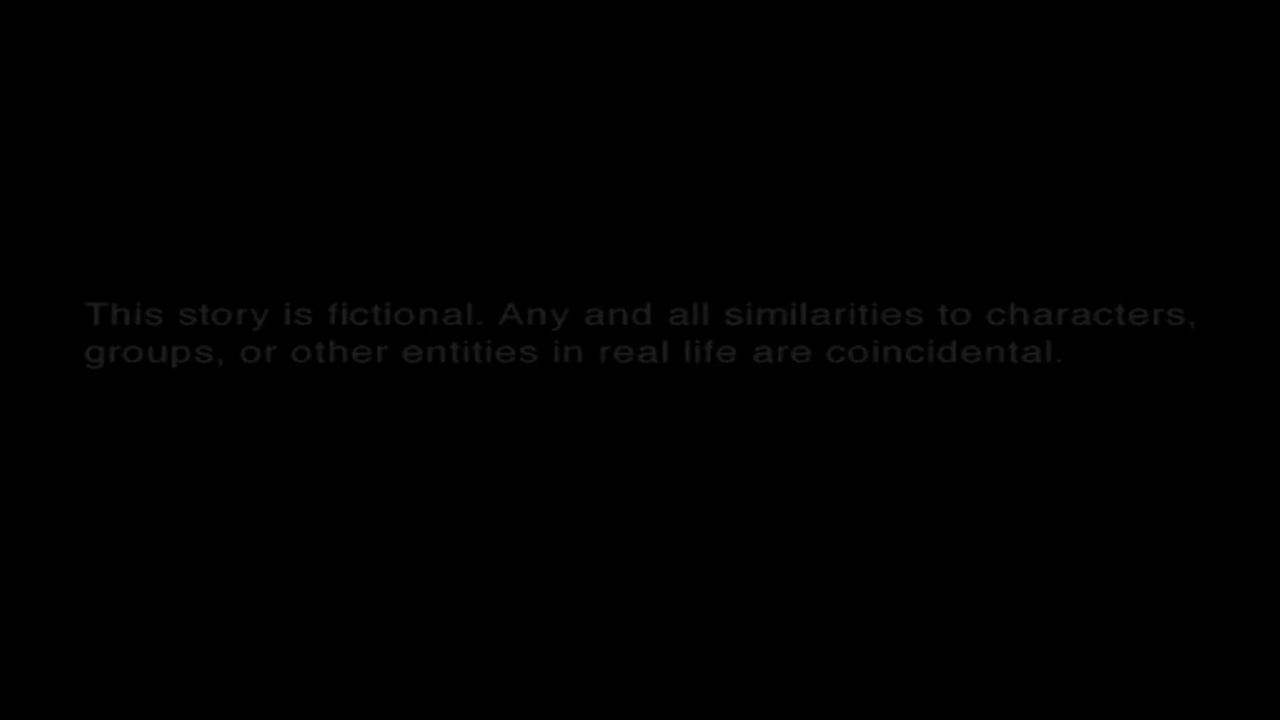 This story is fictional. Any and all similarities to characters,
groups, or other entities in real life are coincidental.